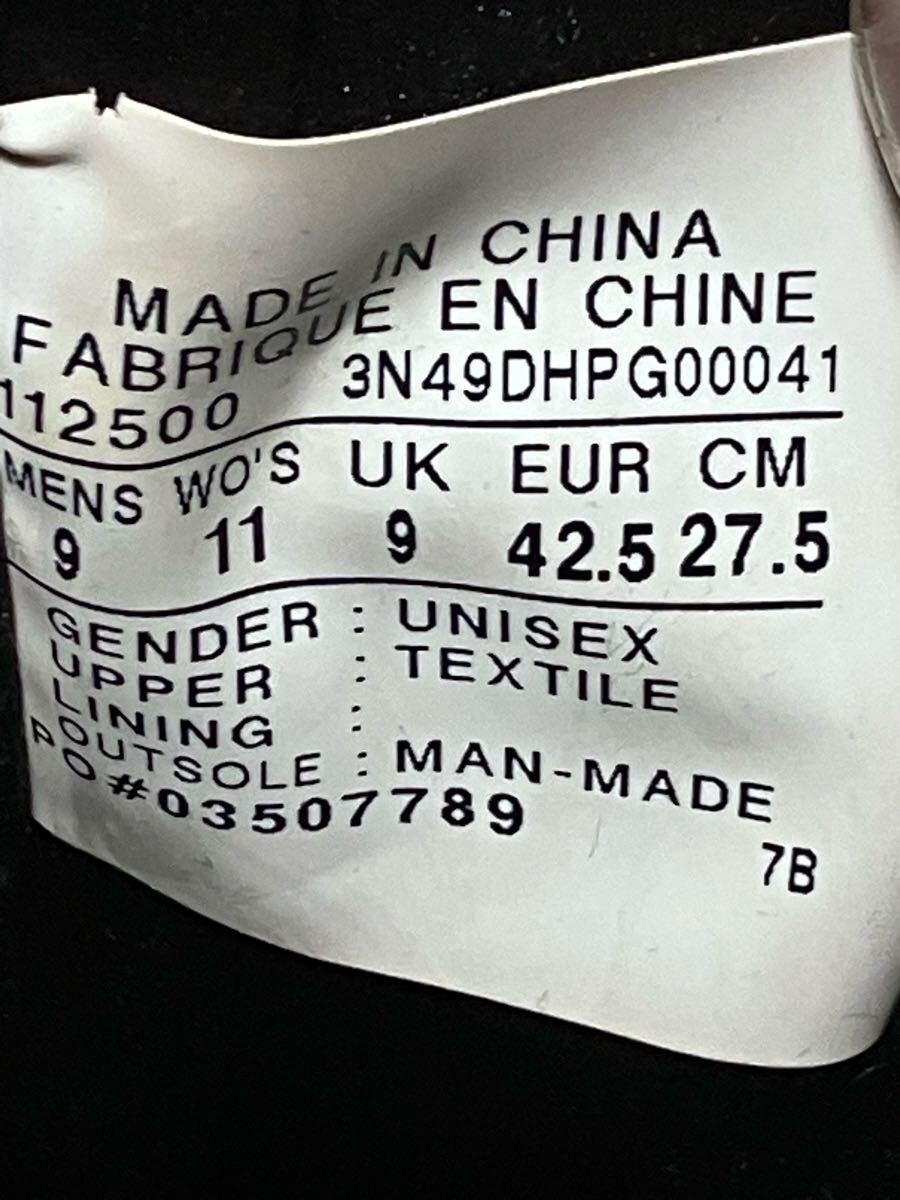 MADE IN CHINA
FABRIQUE EN CHINE
112500 3N49DHPG00041
MENS WO'S UK EUR CM
9 11 9 42.5 27.5
GENDER : UNISEX
UPPER : TEXTILE
LINING :
OUTSOLE : MAN-MADE
PO#03507789
7B